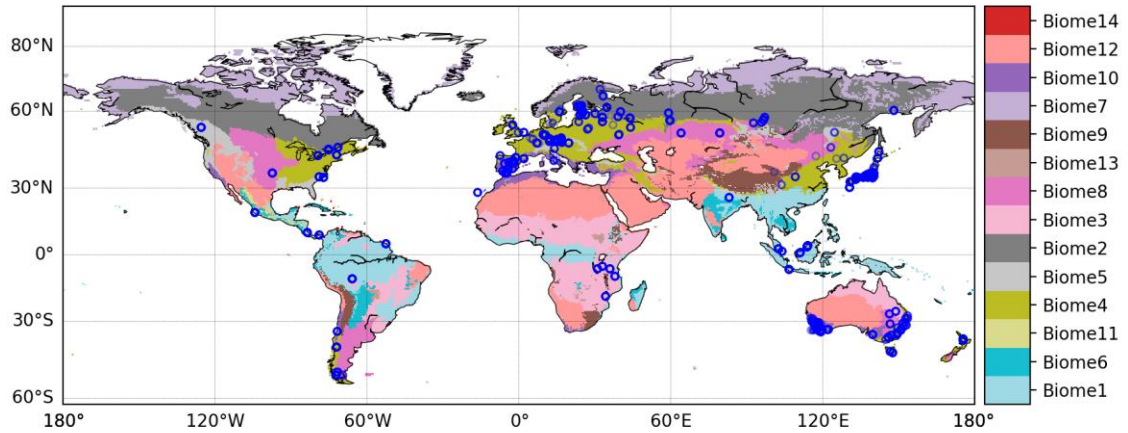 80°N
60°N
30°N
0°
30°S
60°S
180°
120°W
60°W
0°
60°E
120°E
180°
Biome14
Biome12
Biome10
Biome7
Biome9
Biome13
Biome8
Biome3
Biome2
Biome5
Biome4
Biome11
Biome6
Biome1